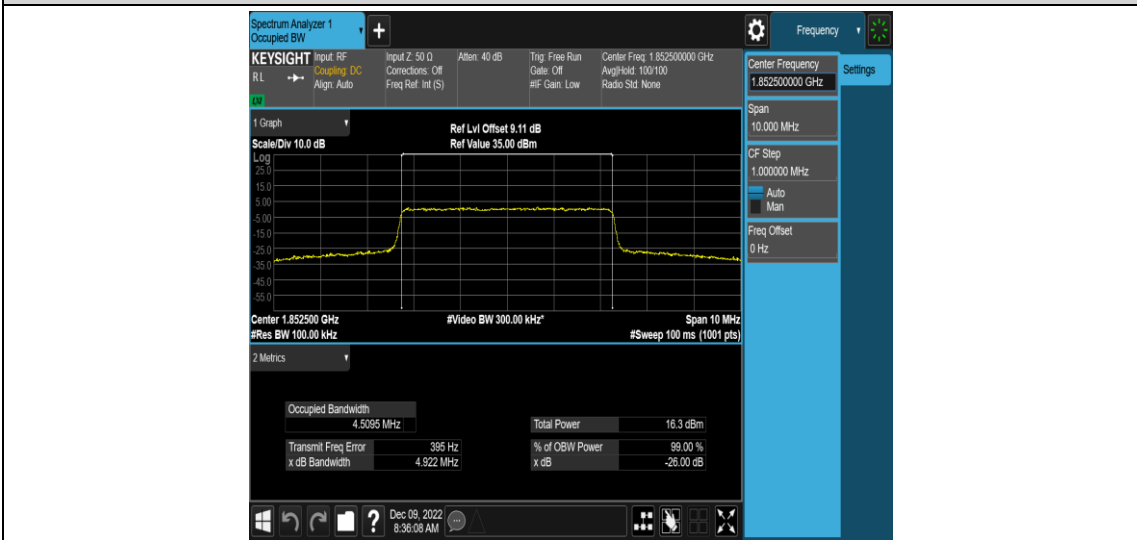 Spectrum Analyzer 1
Occupied BW
+
Frequency
KEYSIGHT Input: RF Input Z: 50 Ω Atten: 40 dB Trig: Free Run Center Freq: 1.852500000 GHz
R L Coupling: DC Corrections: Off Gate: Off Avg|Hold: 100/100
Align: Auto Freq Ref: Int (S) #IF Gain: Low Radio Std: None
LXI
Center Frequency
1.852500000 GHz
Settings
Span
10.000 MHz
CF Step
1.000000 MHz
Auto
Man
Freq Offset
0 Hz
1 Graph
Ref Lvl Offset 9.11 dB
Scale/Div 10.0 dB Ref Value 35.00 dBm
Log
25.0
15.0
5.00
-5.00
-15.0
-25.0
-35.0
-45.0
-55.0
Center 1.852500 GHz #Video BW 300.00 kHz* Span 10 MHz
#Res BW 100.00 kHz #Sweep 100 ms (1001 pts)
2 Metrics
Occupied Bandwidth
4.5095 MHz Total Power 16.3 dBm
Transmit Freq Error 395 Hz % of OBW Power 99.00 %
x dB Bandwidth 4.922 MHz x dB -26.00 dB
? Dec 09, 2022
8:36:08 AM